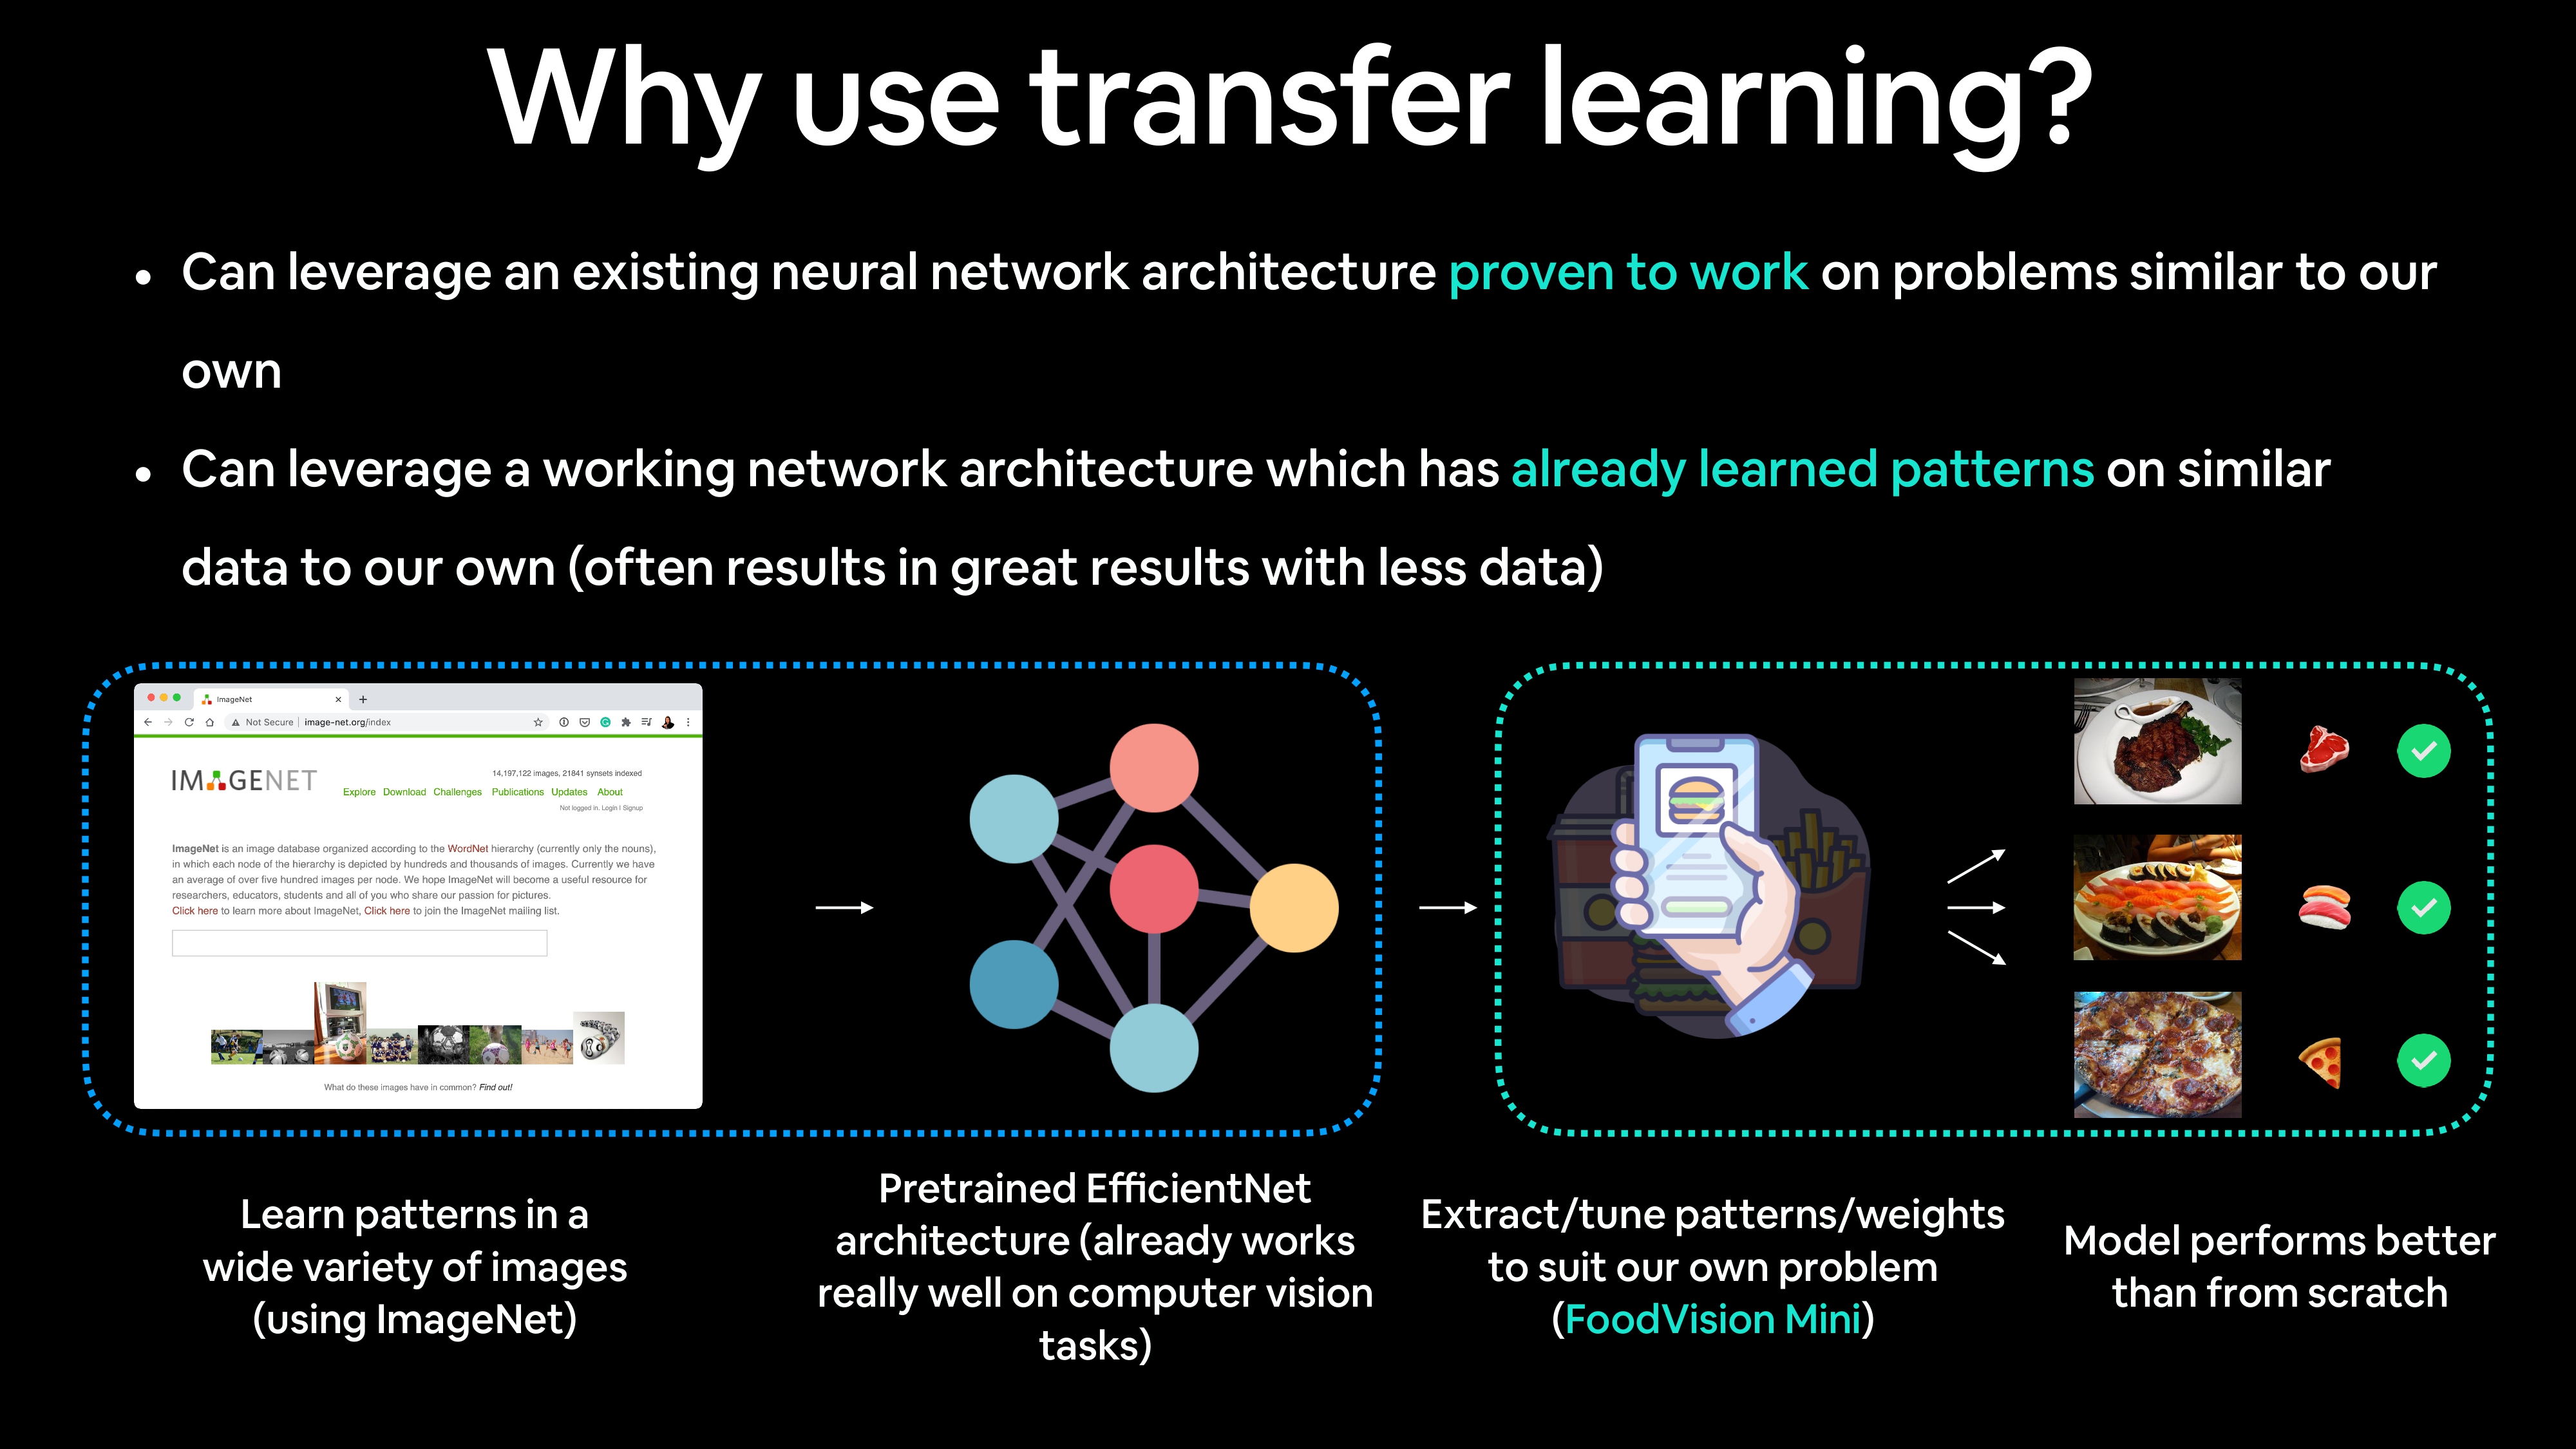 Why use transfer learning?
• Can leverage an existing neural network architecture proven to work on problems similar to our
own
• Can leverage a working network architecture which has already learned patterns on similar
data to our own (often results in great results with less data)
ImageNet
Not Secure | image-net.org/index
IMAGENET
14,197,122 images, 21841 synsets indexed
Explore Download Challenges Publications Updates About
Not logged in. Login | Signup
ImageNet is an image database organized according to the WordNet hierarchy (currently only the nouns),
in which each node of the hierarchy is depicted by hundreds and thousands of images. Currently we have
an average of over five hundred images per node. We hope ImageNet will become a useful resource for
researchers, educators, students and all of you who share our passion for pictures.
Click here to learn more about ImageNet, Click here to join the ImageNet mailing list.
What do these images have in common? Find out!
Learn patterns in a
wide variety of images
(using ImageNet)
Pretrained EfficientNet
architecture (already works
really well on computer vision
tasks)
Extract/tune patterns/weights
to suit our own problem
(FoodVision Mini)
Model performs better
than from scratch